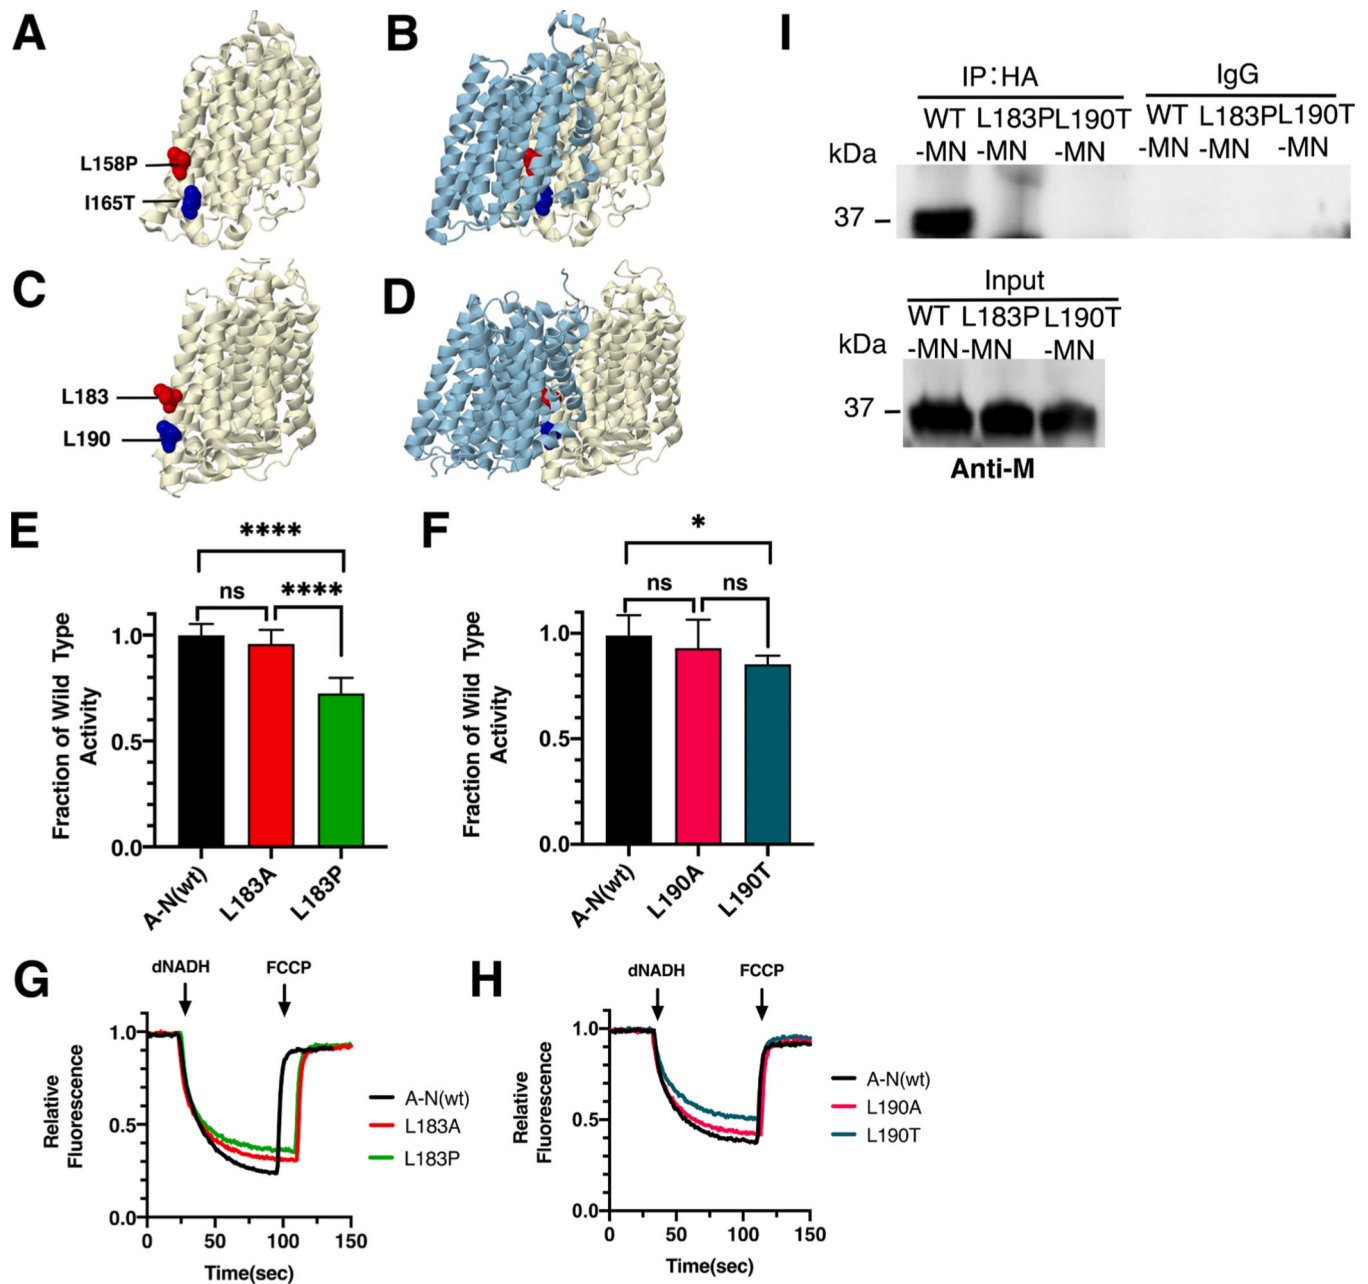 A
L158P
I165T
B
C
L183
L190
D
I
IP:HA
IgG
WT L183P L190T
WT L183P L190T
kDa
-MN -MN -MN
-MN -MN -MN
37
Input
WT L183P L190T
kDa
-MN -MN -MN
37
Anti-M
E
****
ns
****
Fraction of Wild Type
Activity
1.0
0.5
0.0
A-N(wt)
L183A
L183P
F
*
ns
ns
Fraction of Wild Type
Activity
1.0
0.5
0.0
A-N(wt)
L190A
L190T
G
dNADH
FCCP
Relative
Fluorescence
1.0
0.5
0.0
0
50
100
150
Time(sec)
A-N(wt)
L183A
L183P
H
dNADH
FCCP
Relative
Fluorescence
1.0
0.5
0.0
0
50
100
150
Time(sec)
A-N(wt)
L190A
L190T